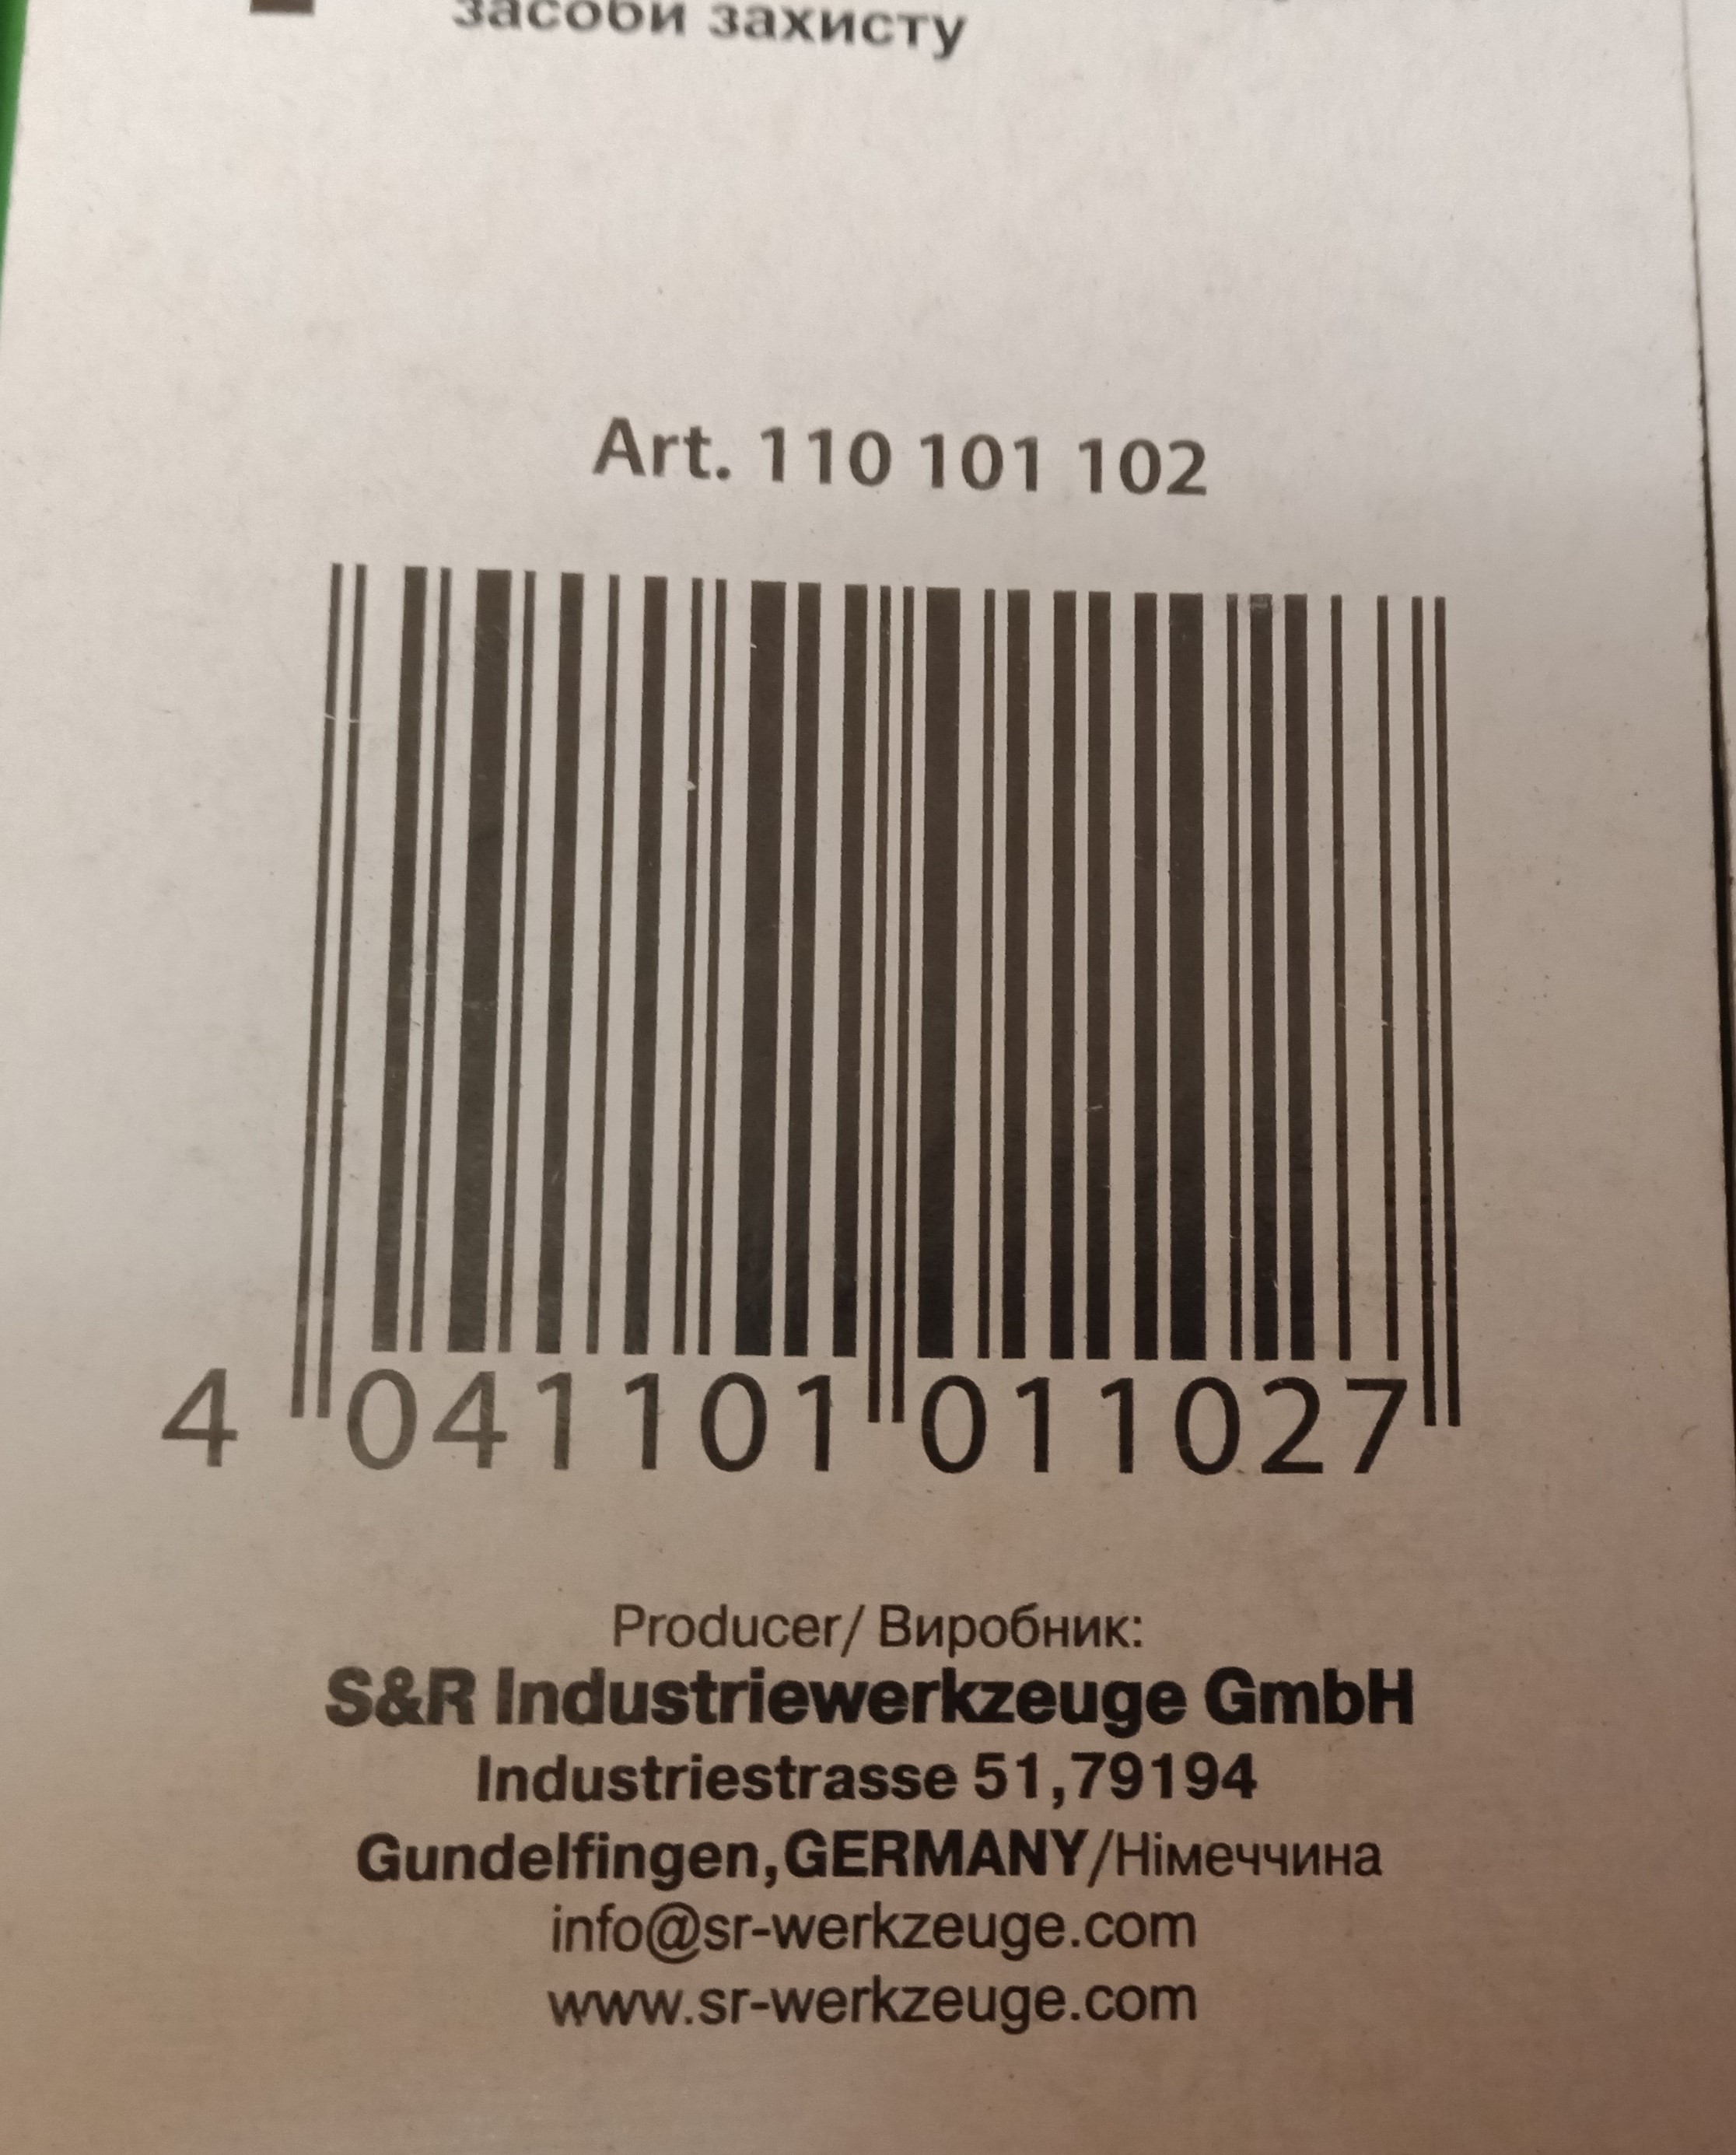 засоби захисту
Art. 110 101 102
4 041101 011027
Producer/ Виробник:
S&R Industriewerkzeuge GmbH
Industriestrasse 51,79194
Gundelfingen,GERMANY/Німеччина
info@sr-werkzeuge.com
www.sr-werkzeuge.com